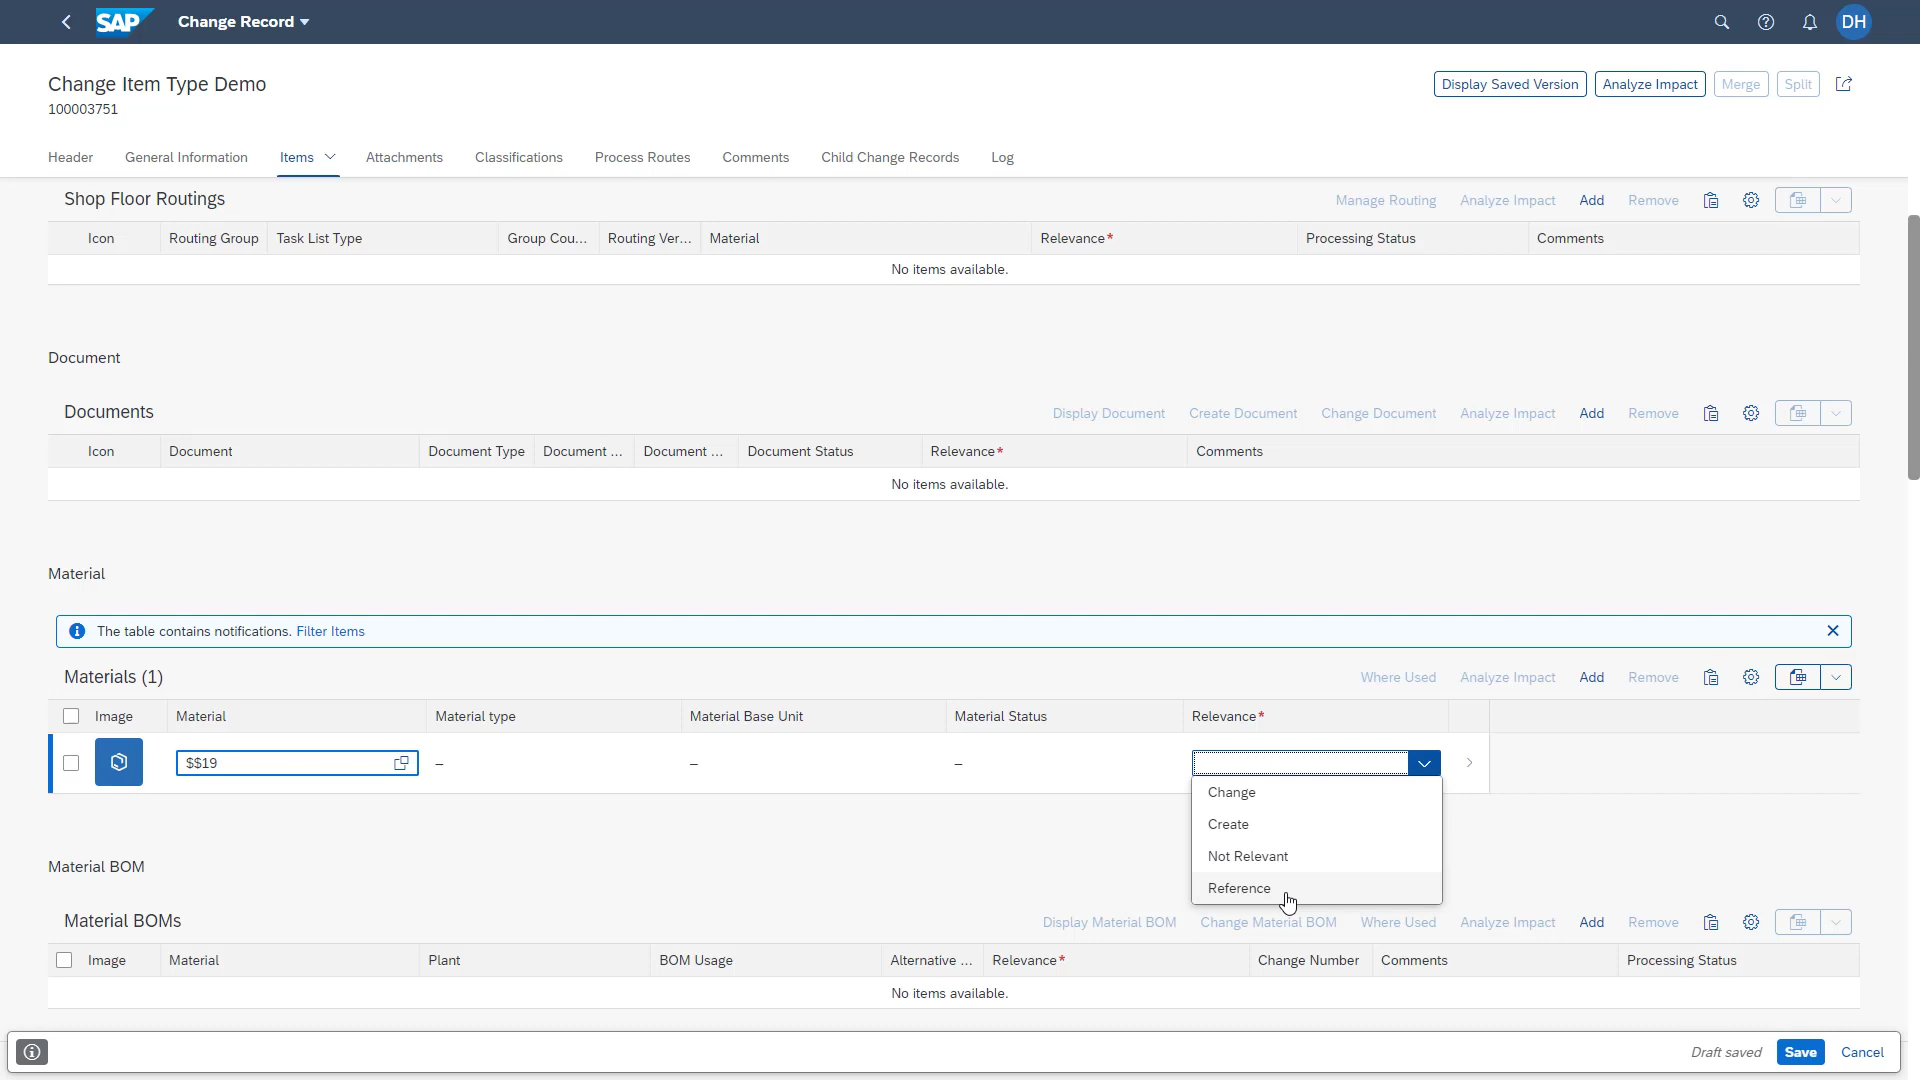 SAP Change Record
DH
Change Item Type Demo
Display Saved Version Analyze Impact Merge Split
100003751
Header General Information Items Attachments Classifications Process Routes Comments Child Change Records Log
Shop Floor Routings
Manage Routing Analyze Impact Add Remove
Icon Routing Group Task List Type Group Cou... Routing Ver... Material Relevance* Processing Status Comments
No items available.
Document
Documents
Display Document Create Document Change Document Analyze Impact Add Remove
Icon Document Document Type Document ... Document ... Document Status Relevance* Comments
No items available.
Material
The table contains notifications. Filter Items
Materials (1)
Where Used Analyze Impact Add Remove
Image Material Material type Material Base Unit Material Status Relevance*
$$19 – – –
Change
Create
Not Relevant
Reference
Material BOM
Material BOMs
Display Material BOM Change Material BOM Where Used Analyze Impact Add Remove
Image Material Plant BOM Usage Alternative ... Relevance* Change Number Comments Processing Status
No items available.
Draft saved Save Cancel